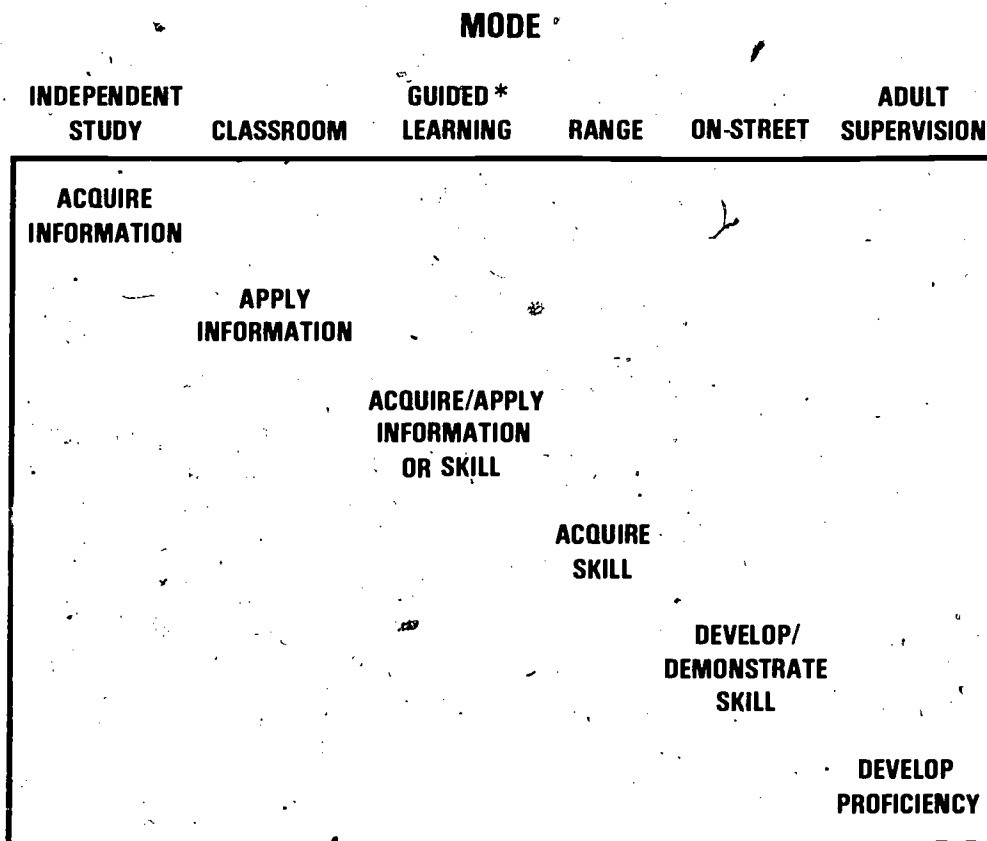 MODE
INDEPENDENT STUDY
CLASSROOM
GUIDED * LEARNING
RANGE
ON-STREET
ADULT SUPERVISION
ACQUIRE
INFORMATION
APPLY
INFORMATION
ACQUIRE/APPLY
INFORMATION
OR SKILL
ACQUIRE
SKILL
DEVELOP/
DEMONSTRATE
SKILL
DEVELOP
PROFICIENCY